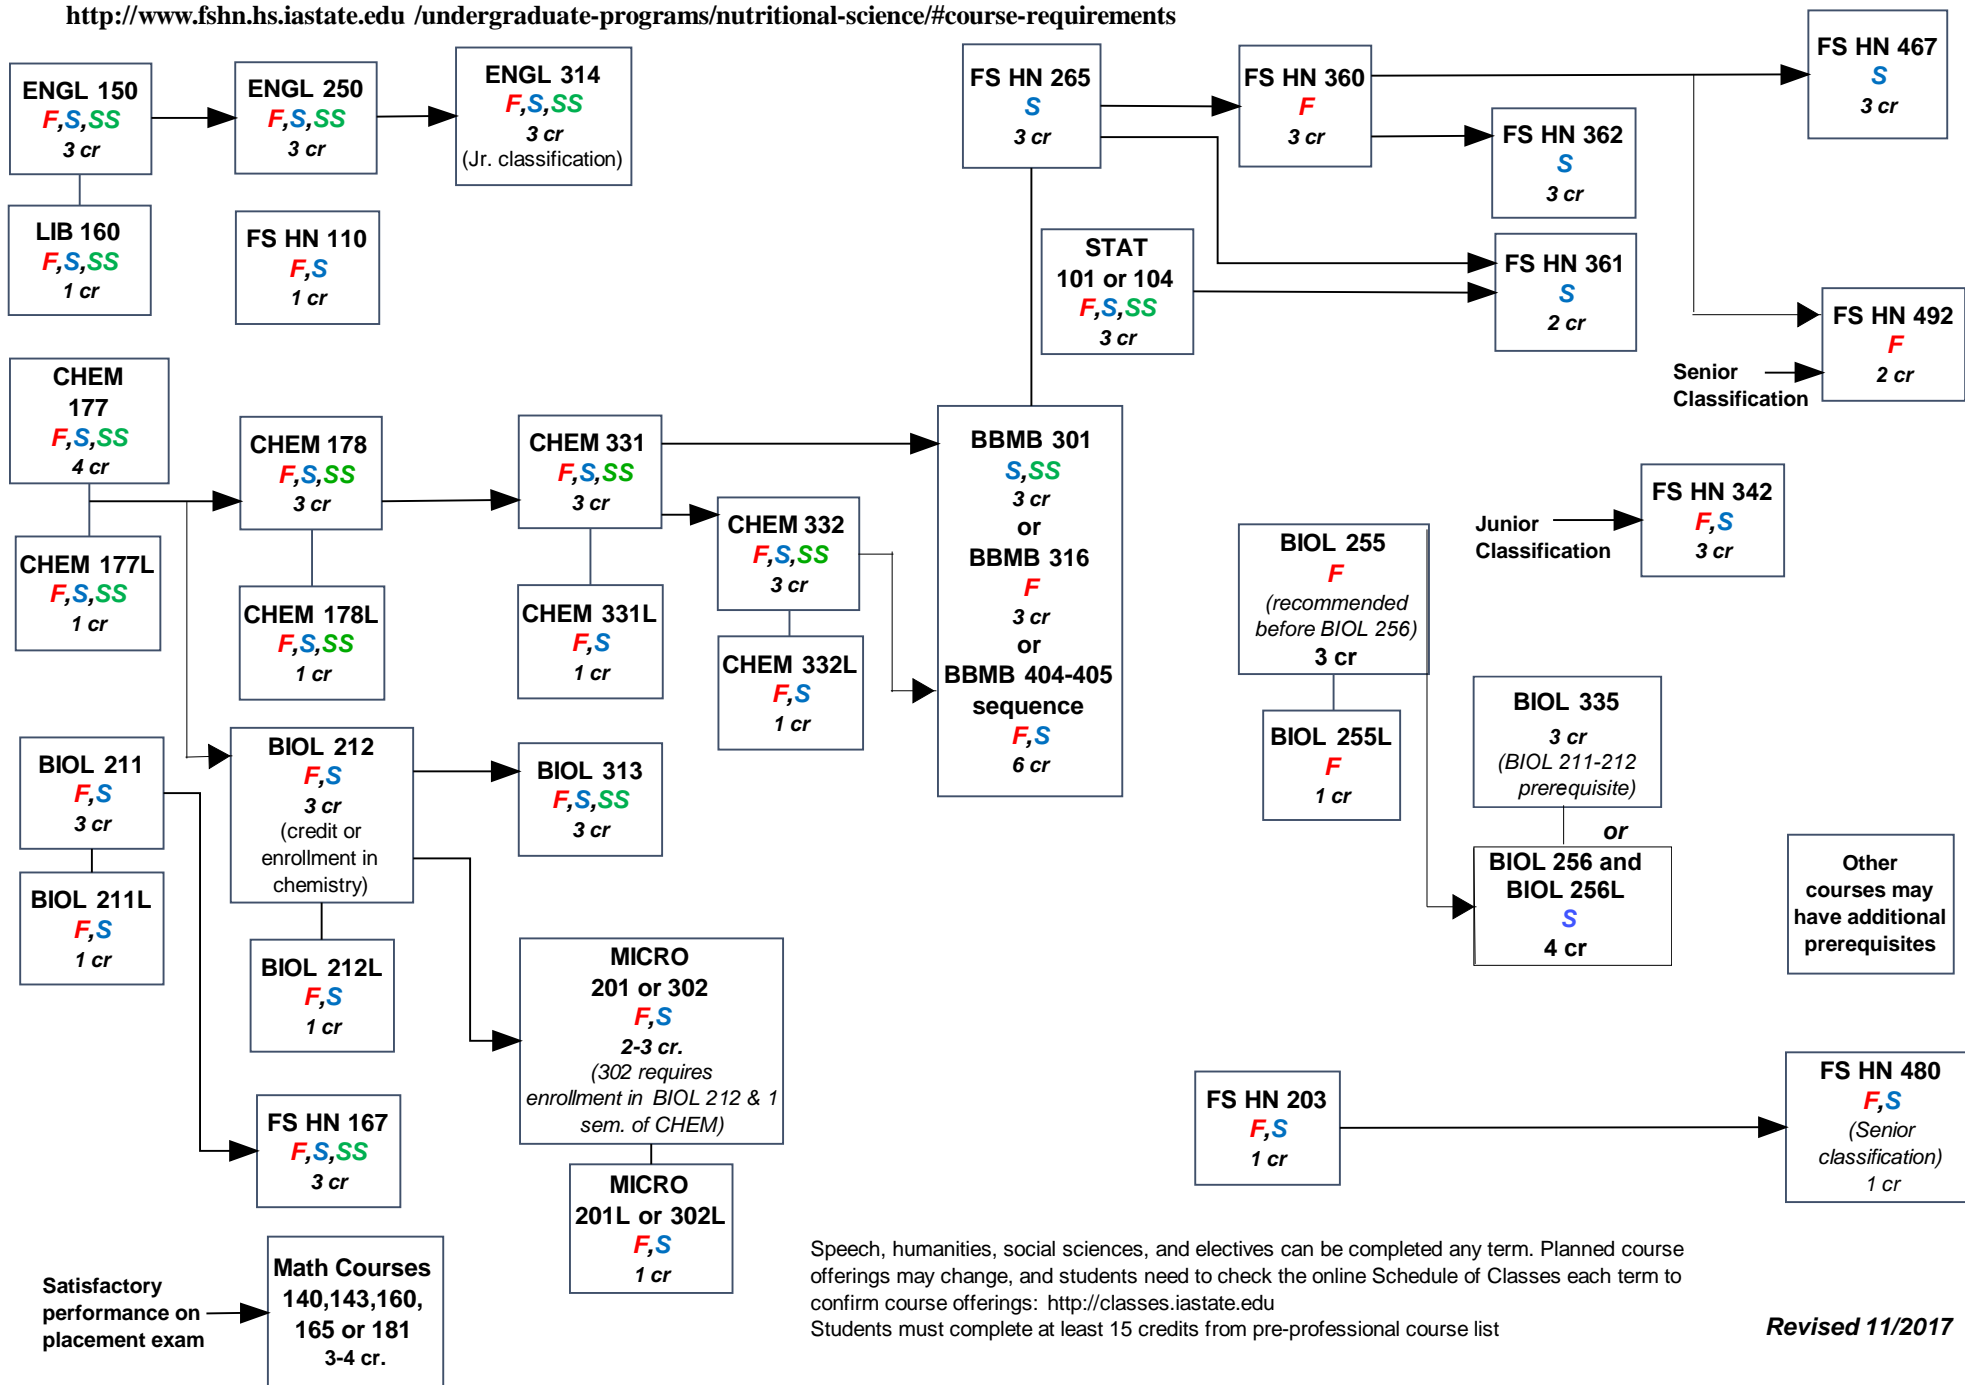 http://www.fshn.hs.iastate.edu /undergraduate-programs/nutritional-science/#course-requirements
ENGL 150
F,S,SS
3 cr
ENGL 250
F,S,SS
3 cr
ENGL 314
F,S,SS
3 cr
(Jr. classification)
LIB 160
F,S,SS
1 cr
FS HN 110
F,S
1 cr
FS HN 265
S
3 cr
FS HN 360
F
3 cr
FS HN 467
S
3 cr
FS HN 362
S
3 cr
STAT
101 or 104
F,S,SS
3 cr
FS HN 361
S
2 cr
FS HN 492
F
2 cr
Senior
Classification
CHEM
177
F,S,SS
4 cr
CHEM 177L
F,S,SS
1 cr
CHEM 178
F,S,SS
3 cr
CHEM 178L
F,S,SS
1 cr
CHEM 331
F,S,SS
3 cr
CHEM 331L
F,S
1 cr
CHEM 332
F,S,SS
3 cr
CHEM 332L
F,S
1 cr
BBMB 301
S,SS
3 cr
or
BBMB 316
F
3 cr
or
BBMB 404-405
sequence
F,S
6 cr
Junior
Classification
FS HN 342
F,S
3 cr
BIOL 255
F
(recommended
before BIOL 256)
3 cr
BIOL 255L
F
1 cr
BIOL 335
3 cr
(BIOL 211-212
prerequisite)
or
BIOL 256 and
BIOL 256L
S
4 cr
Other
courses may
have additional
prerequisites
BIOL 211
F,S
3 cr
BIOL 211L
F,S
1 cr
BIOL 212
F,S
3 cr
(credit or
enrollment in
chemistry)
BIOL 212L
F,S
1 cr
BIOL 313
F,S,SS
3 cr
MICRO
201 or 302
F,S
2-3 cr.
(302 requires
enrollment in BIOL 212 & 1
sem. of CHEM)
MICRO
201L or 302L
F,S
1 cr
FS HN 167
F,S,SS
3 cr
FS HN 203
F,S
1 cr
FS HN 480
F,S
(Senior
classification)
1 cr
Satisfactory
performance on
placement exam
Math Courses
140,143,160,
165 or 181
3-4 cr.
Speech, humanities, social sciences, and electives can be completed any term. Planned course
offerings may change, and students need to check the online Schedule of Classes each term to
confirm course offerings: http://classes.iastate.edu
Students must complete at least 15 credits from pre-professional course list
Revised 11/2017